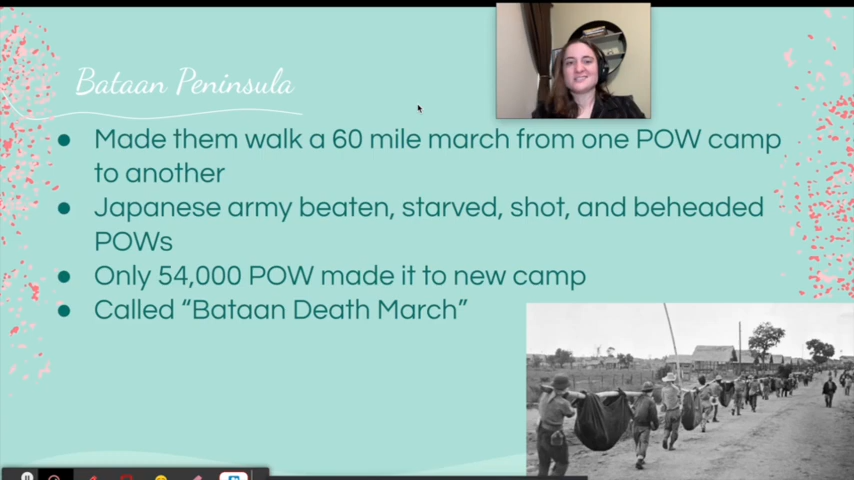 Bataan Peninsula
● Made them walk a 60 mile march from one POW camp
to another
● Japanese army beaten, starved, shot, and beheaded
POWs
● Only 54,000 POW made it to new camp
● Called “Bataan Death March”